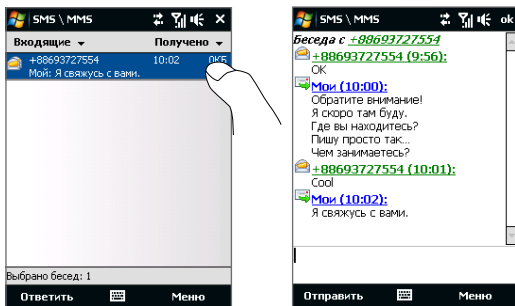 SMS \ MMS
Входящие Получено
+88693727554 10:02 0КБ
Мой: Я свяжусь с вами.
Выбрано бесед: 1
Ответить Меню
SMS \ MMS ok
Беседа с +88693727554
+88693727554 (9:56):
OK
Мои (10:00):
Обратите внимание!
Я скоро там буду.
Где вы находитесь?
Пишу просто так...
Чем занимаетесь?
+88693727554 (10:01):
Cool
Мои (10:02):
Я свяжусь с вами.
Отправить Меню